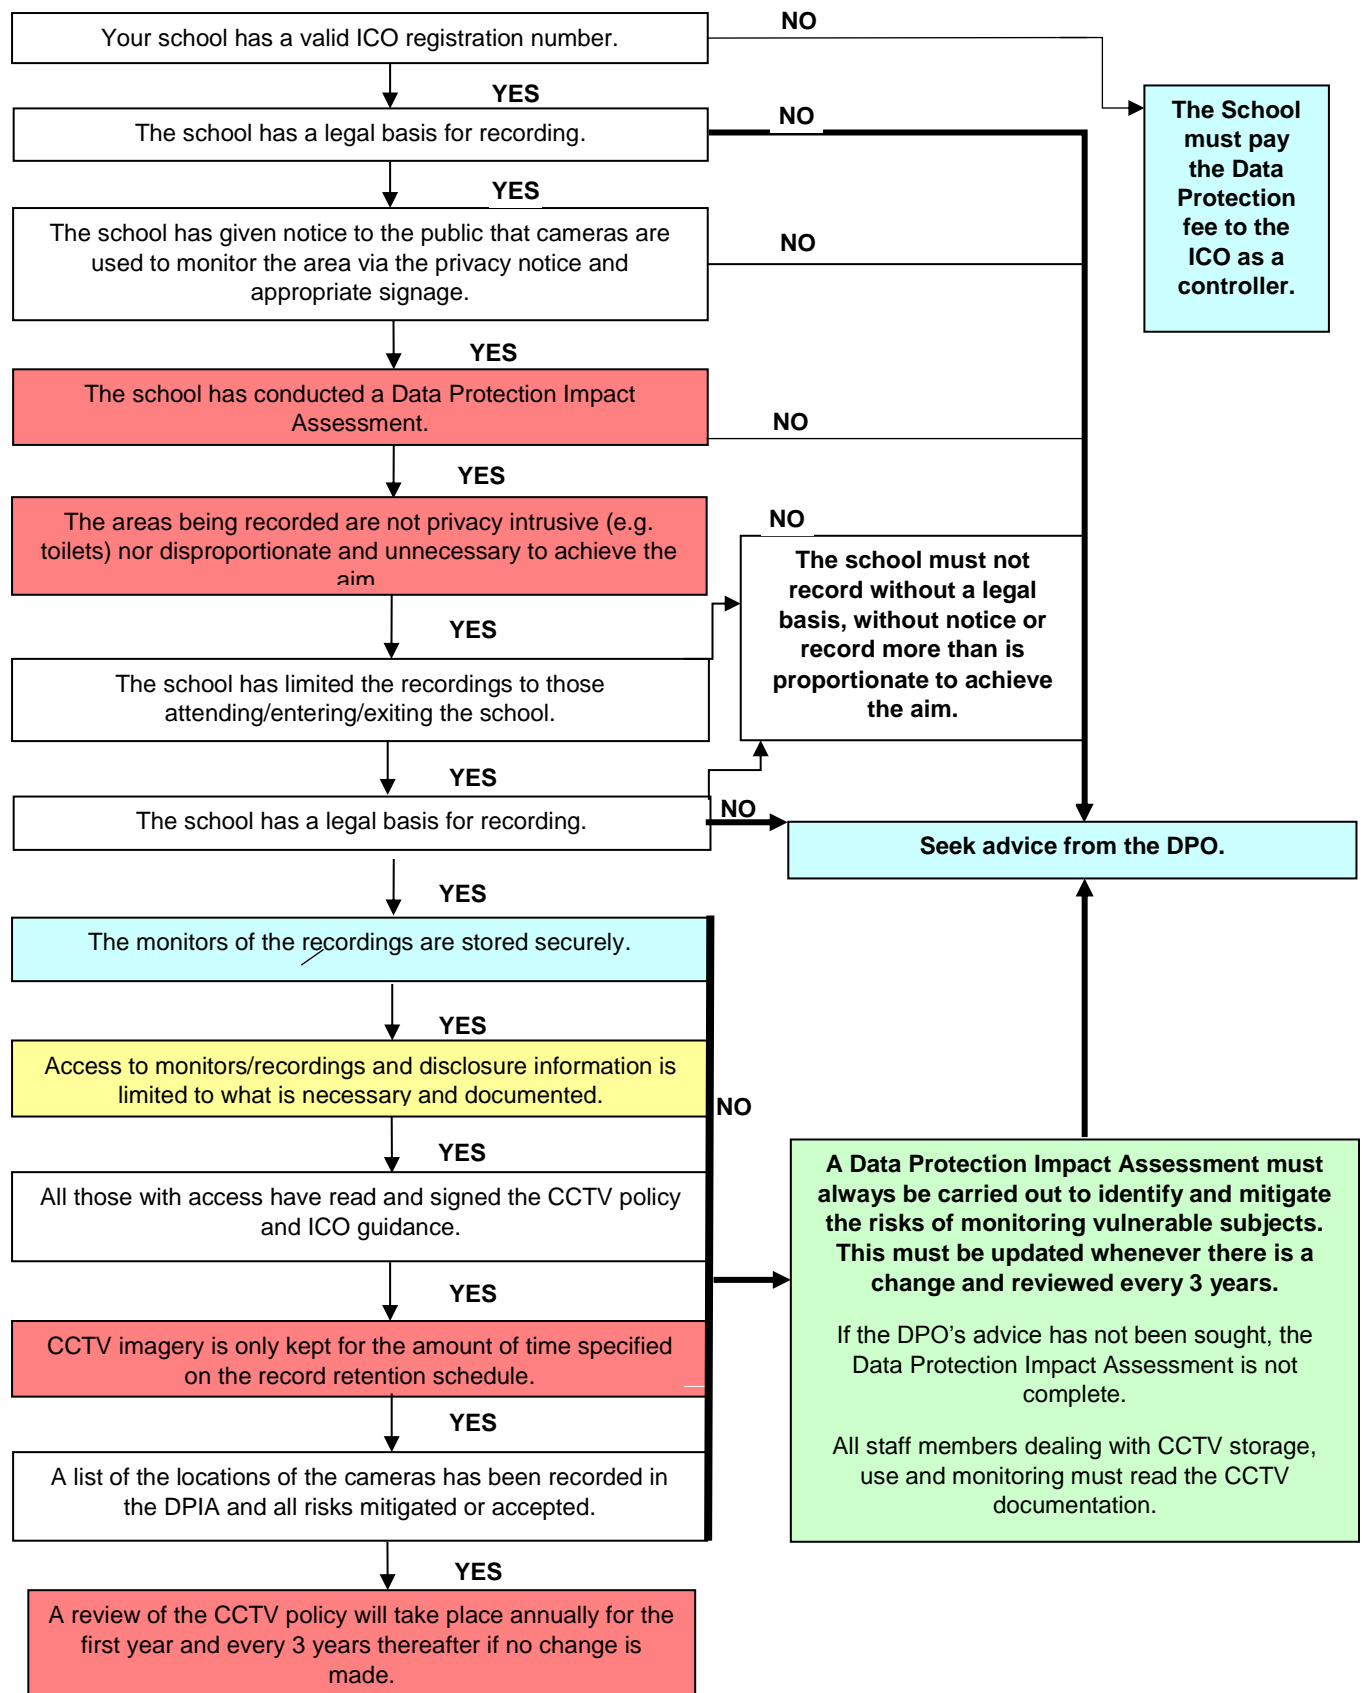 Your school has a valid ICO registration number.
NO
YES
The school has a legal basis for recording.
NO
The School
must pay
the Data
Protection
fee to the
ICO as a
controller.
YES
The school has given notice to the public that cameras are
used to monitor the area via the privacy notice and
appropriate signage.
NO
YES
The school has conducted a Data Protection Impact
Assessment.
NO
YES
The areas being recorded are not privacy intrusive (e.g.
toilets) nor disproportionate and unnecessary to achieve the
aim
NO
The school must not
record without a legal
basis, without notice or
record more than is
proportionate to achieve
the aim.
YES
The school has limited the recordings to those
attending/entering/exiting the school.
YES
The school has a legal basis for recording.
NO
Seek advice from the DPO.
YES
The monitors of the recordings are stored securely.
YES
Access to monitors/recordings and disclosure information is
limited to what is necessary and documented.
NO
YES
All those with access have read and signed the CCTV policy
and ICO guidance.
YES
CCTV imagery is only kept for the amount of time specified
on the record retention schedule.
YES
A list of the locations of the cameras has been recorded in
the DPIA and all risks mitigated or accepted.
A Data Protection Impact Assessment must
always be carried out to identify and mitigate
the risks of monitoring vulnerable subjects.
This must be updated whenever there is a
change and reviewed every 3 years.
If the DPO’s advice has not been sought, the
Data Protection Impact Assessment is not
complete.
All staff members dealing with CCTV storage,
use and monitoring must read the CCTV
documentation.
YES
A review of the CCTV policy will take place annually for the
first year and every 3 years thereafter if no change is
made.